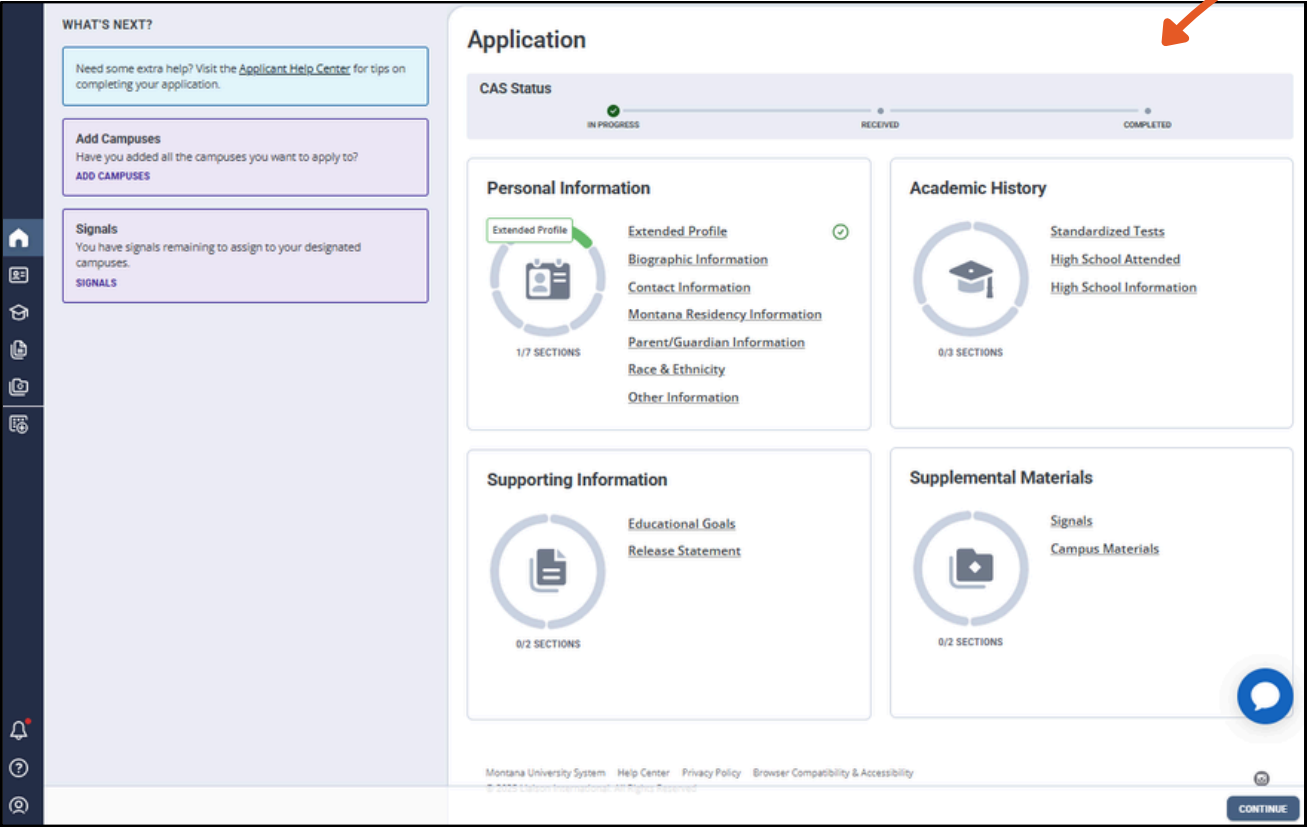 WHAT'S NEXT?
Need some extra help? Visit the Applicant Help Center for tips on
completing your application.
Add Campuses
Have you added all the campuses you want to apply to?
ADD CAMPUSES
Signals
You have signals remaining to assign to your designated
campuses.
SIGNALS
Application
CAS Status
IN PROGRESS
RECEIVED
COMPLETED
Personal Information
Extended Profile
1/7 SECTIONS
Extended Profile
Biographic Information
Contact Information
Montana Residency Information
Parent/Guardian Information
Race & Ethnicity
Other Information
Academic History
0/3 SECTIONS
Standardized Tests
High School Attended
High School Information
Supporting Information
0/2 SECTIONS
Educational Goals
Release Statement
Supplemental Materials
0/2 SECTIONS
Signals
Campus Materials
Montana University System Help Center Privacy Policy Browser Compatibility & Accessibility
Liaison International. All Rights Reserved
CONTINUE